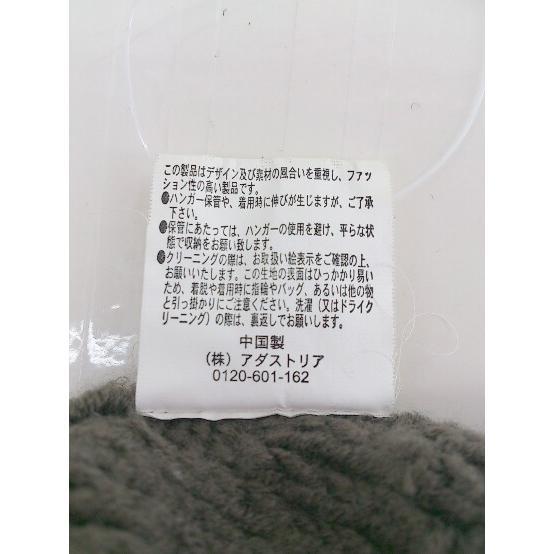 この製品はデザイン及び素材の風合いを重視し、ファッ
ション性の高い製品です。
●ハンガー保管や、着用時に伸びが生じますが、ご了承
下さい。
●保管にあたっては、ハンガーの使用を避け、平らな状
態で収納をお願い致します。
●クリーニングの際は、お取扱い絵表示をご確認の上、
お願いいたします。この生地の表面はひっかかり易い
ため、着脱や着用時に指輪やバッグ、あるいは他の物
と引っ掛かりにご注意ください。洗濯（又はドライク
リーニング）の際は、裏返しでお願いします。
中国製
（株）アダストリア
0120-601-162